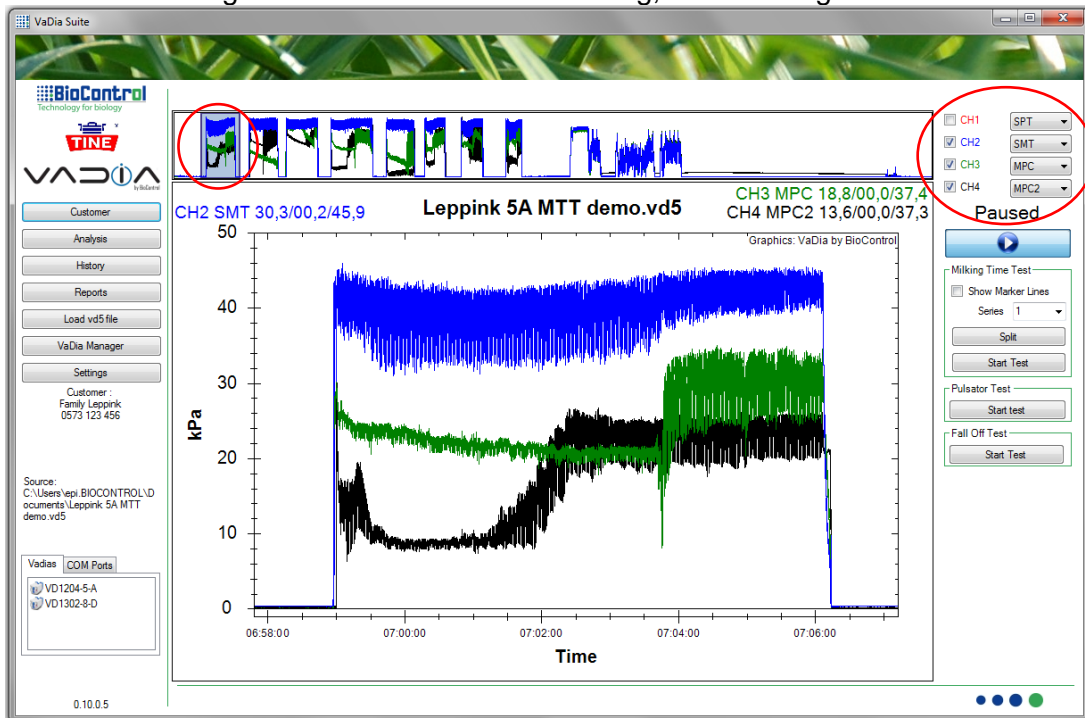 VaDia Suite
BioControl
Technology for biology
TINE
VADIA
by BioControl
Customer
Analysis
History
Reports
Load vd5 file
VaDia Manager
Settings
Customer :
Family Leppink
0573 123 456
Source:
C:\Users\epi.BIOCONTROL\D
ocuments\Leppink 5A MTT
demo.vd5
Vadias COM Ports
VD1204-5-A
VD1302-8-D
0.10.0.5
CH2 SMT 30,3/00,2/45,9
Leppink 5A MTT demo.vd5
CH3 MPC 18,8/00,0/37,4
CH4 MPC2 13,6/00,0/37,3
Graphics: VaDia by BioControl
50
40
30
20
10
0
kPa
06:58:00 07:00:00 07:02:00 07:04:00 07:06:00
Time
CH1 SPT
CH2 SMT
CH3 MPC
CH4 MPC2
Paused
Milking Time Test
Show Marker Lines
Series 1
Split
Start Test
Pulsator Test
Start test
Fall Off Test
Start Test